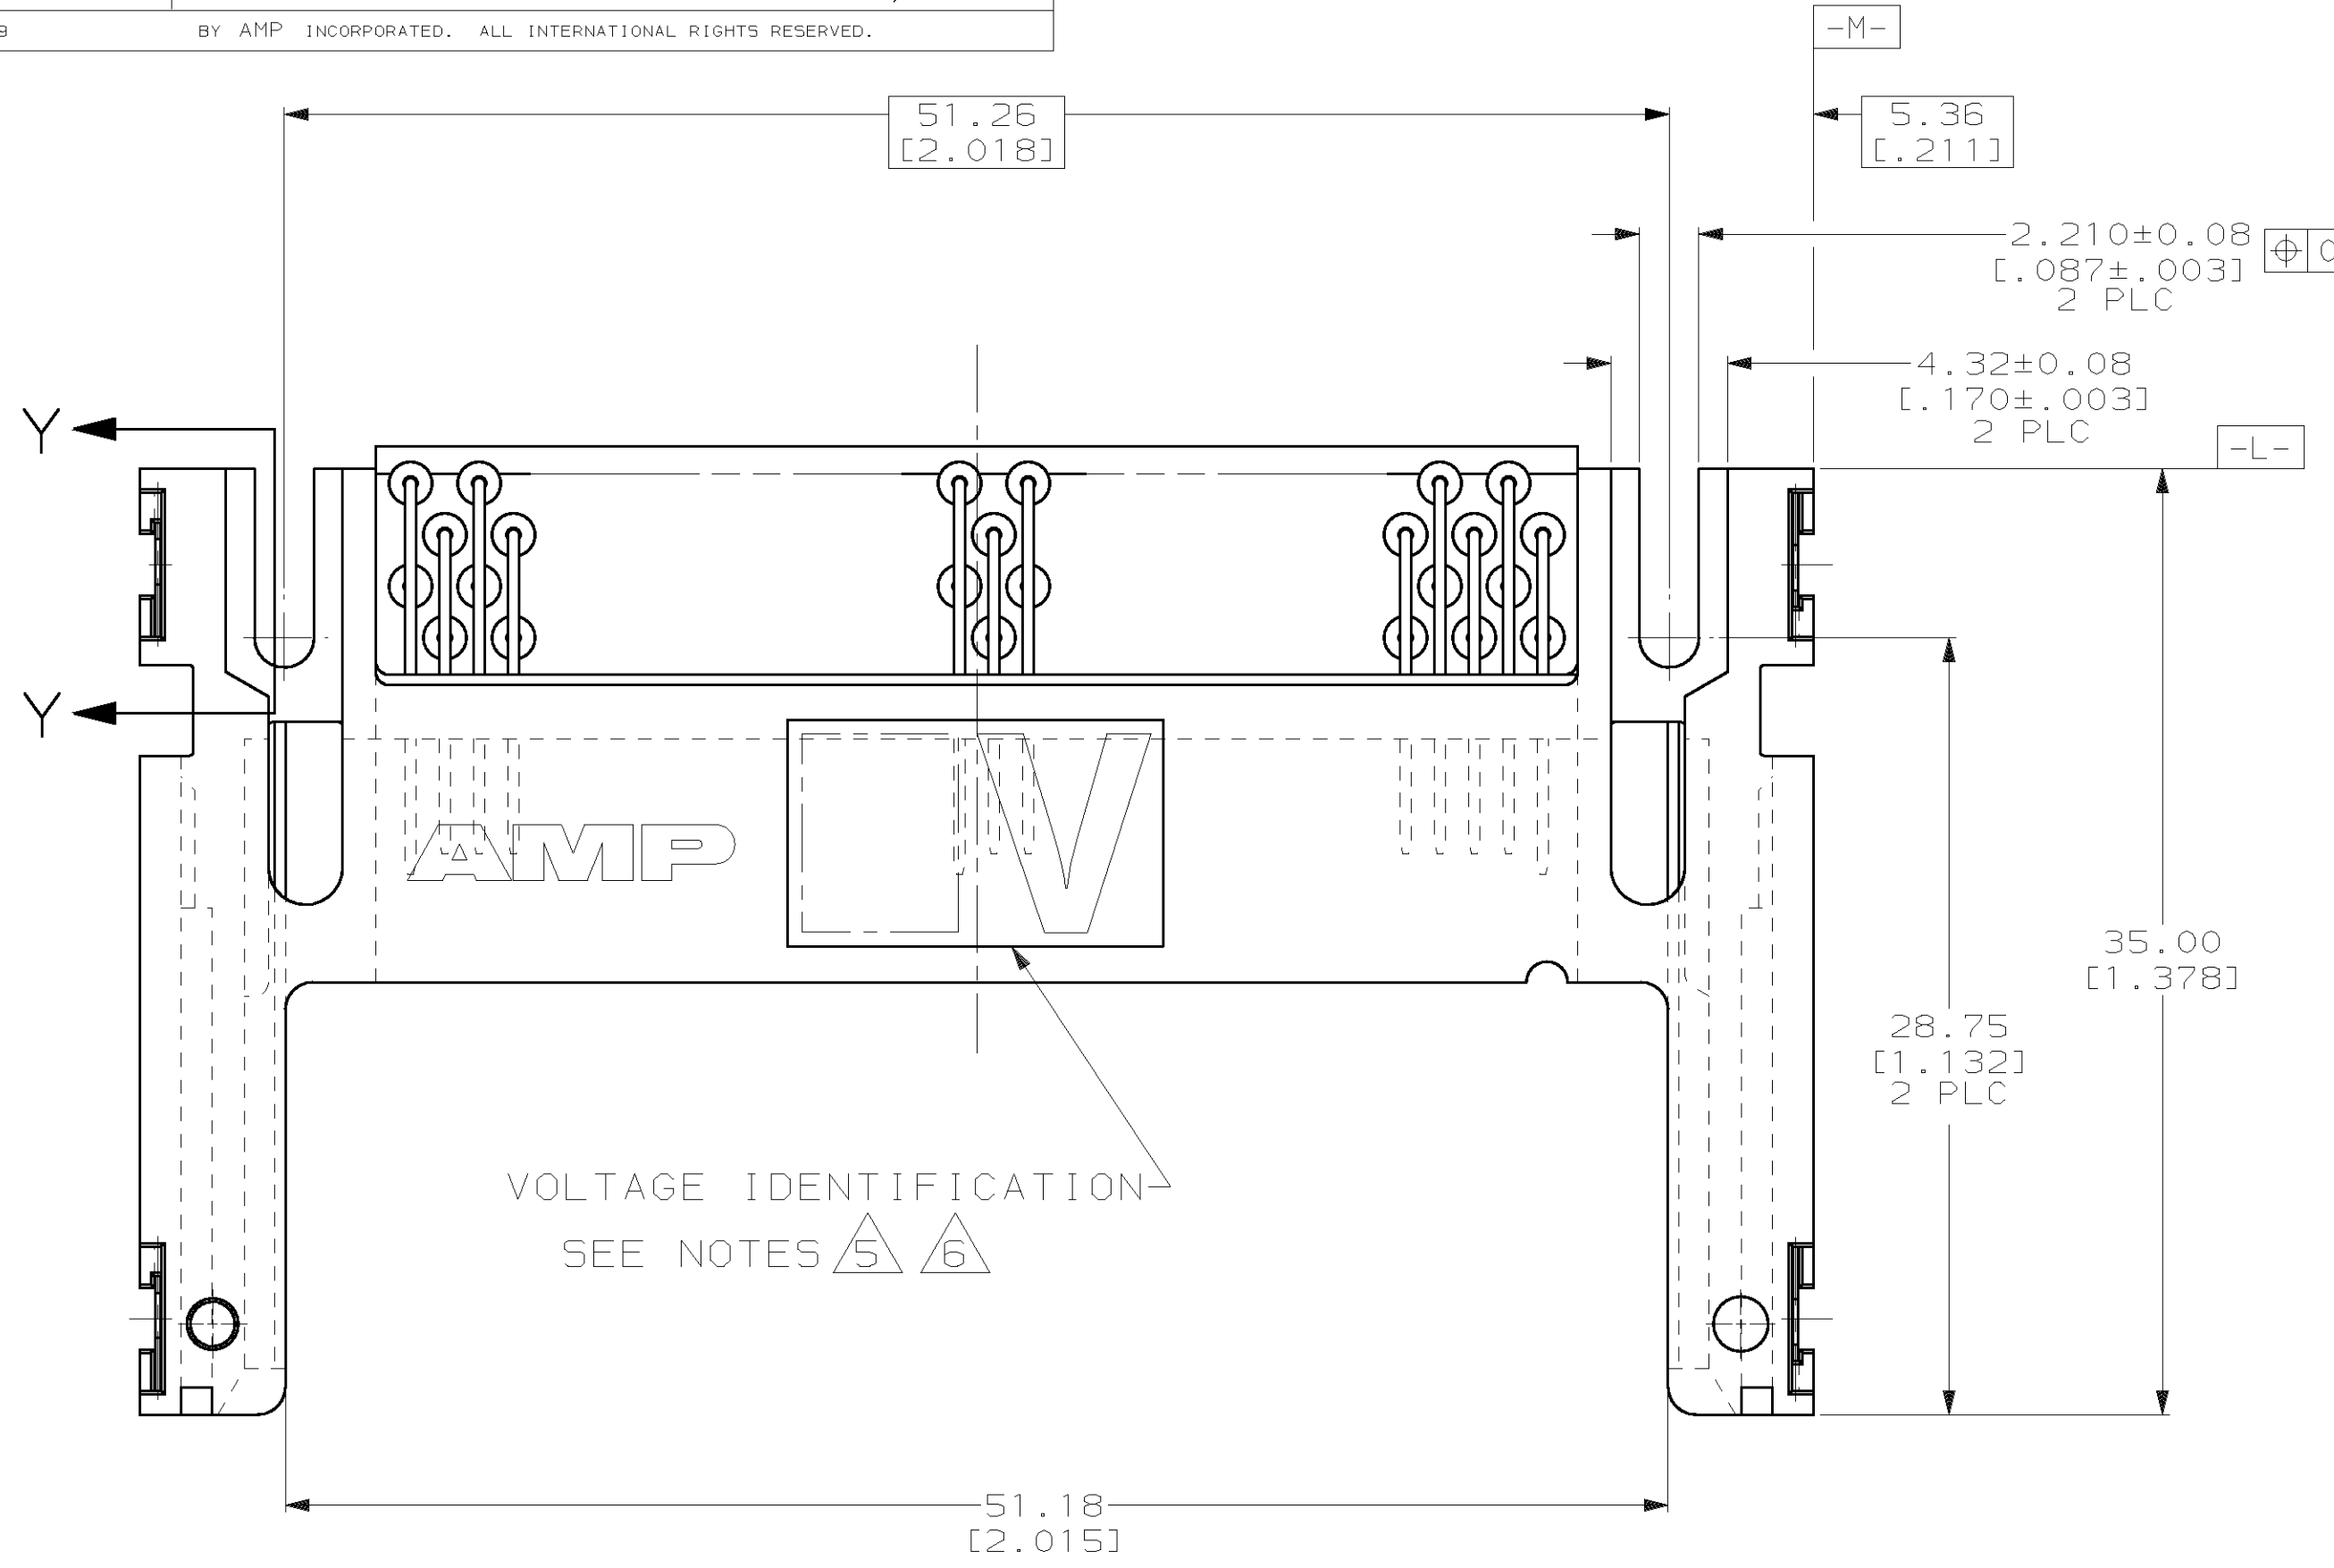 9 BY AMP INCORPORATED. ALL INTERNATIONAL RIGHTS RESERVED.
-M-
51.26
[2.018]
5.36
[.211]
2.210±0.08
[.087±.003]
2 PLC
4.32±0.08
[.170±.003]
2 PLC
-L-
Y
Y
AMP
V
35.00
[1.378]
28.75
[1.132]
2 PLC
VOLTAGE IDENTIFICATION
SEE NOTES 5 6
51.18
[2.015]